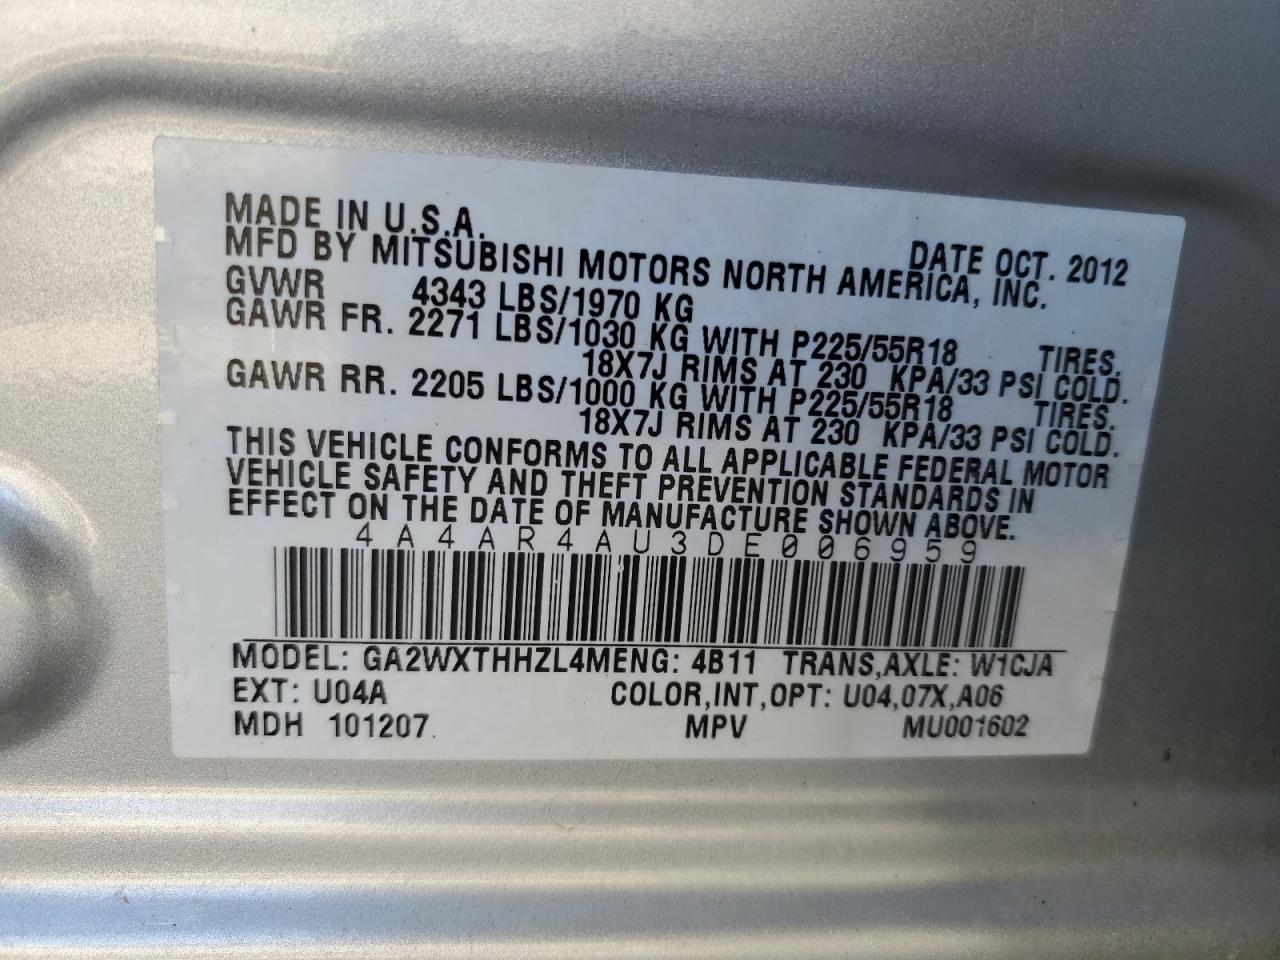 MADE IN U.S.A. DATE OCT. 2012
MFD BY MITSUBISHI MOTORS NORTH AMERICA, INC.
GVWR 4343 LBS/1970 KG
GAWR FR. 2271 LBS/1030 KG WITH P225/55R18 TIRES.
18X7J RIMS AT 230 KPA/33 PSI COLD.
GAWR RR. 2205 LBS/1000 KG WITH P225/55R18 TIRES.
18X7J RIMS AT 230 KPA/33 PSI COLD.
THIS VEHICLE CONFORMS TO ALL APPLICABLE FEDERAL MOTOR
VEHICLE SAFETY AND THEFT PREVENTION STANDARDS IN
EFFECT ON THE DATE OF MANUFACTURE SHOWN ABOVE.
4A4AR4AU3DE006959
MODEL: GA2WXTHHZL4MENG: 4B11 TRANS,AXLE: W1CJA
EXT: U04A COLOR,INT,OPT: U04,07X,A06
MDH 101207 MPV MU001602